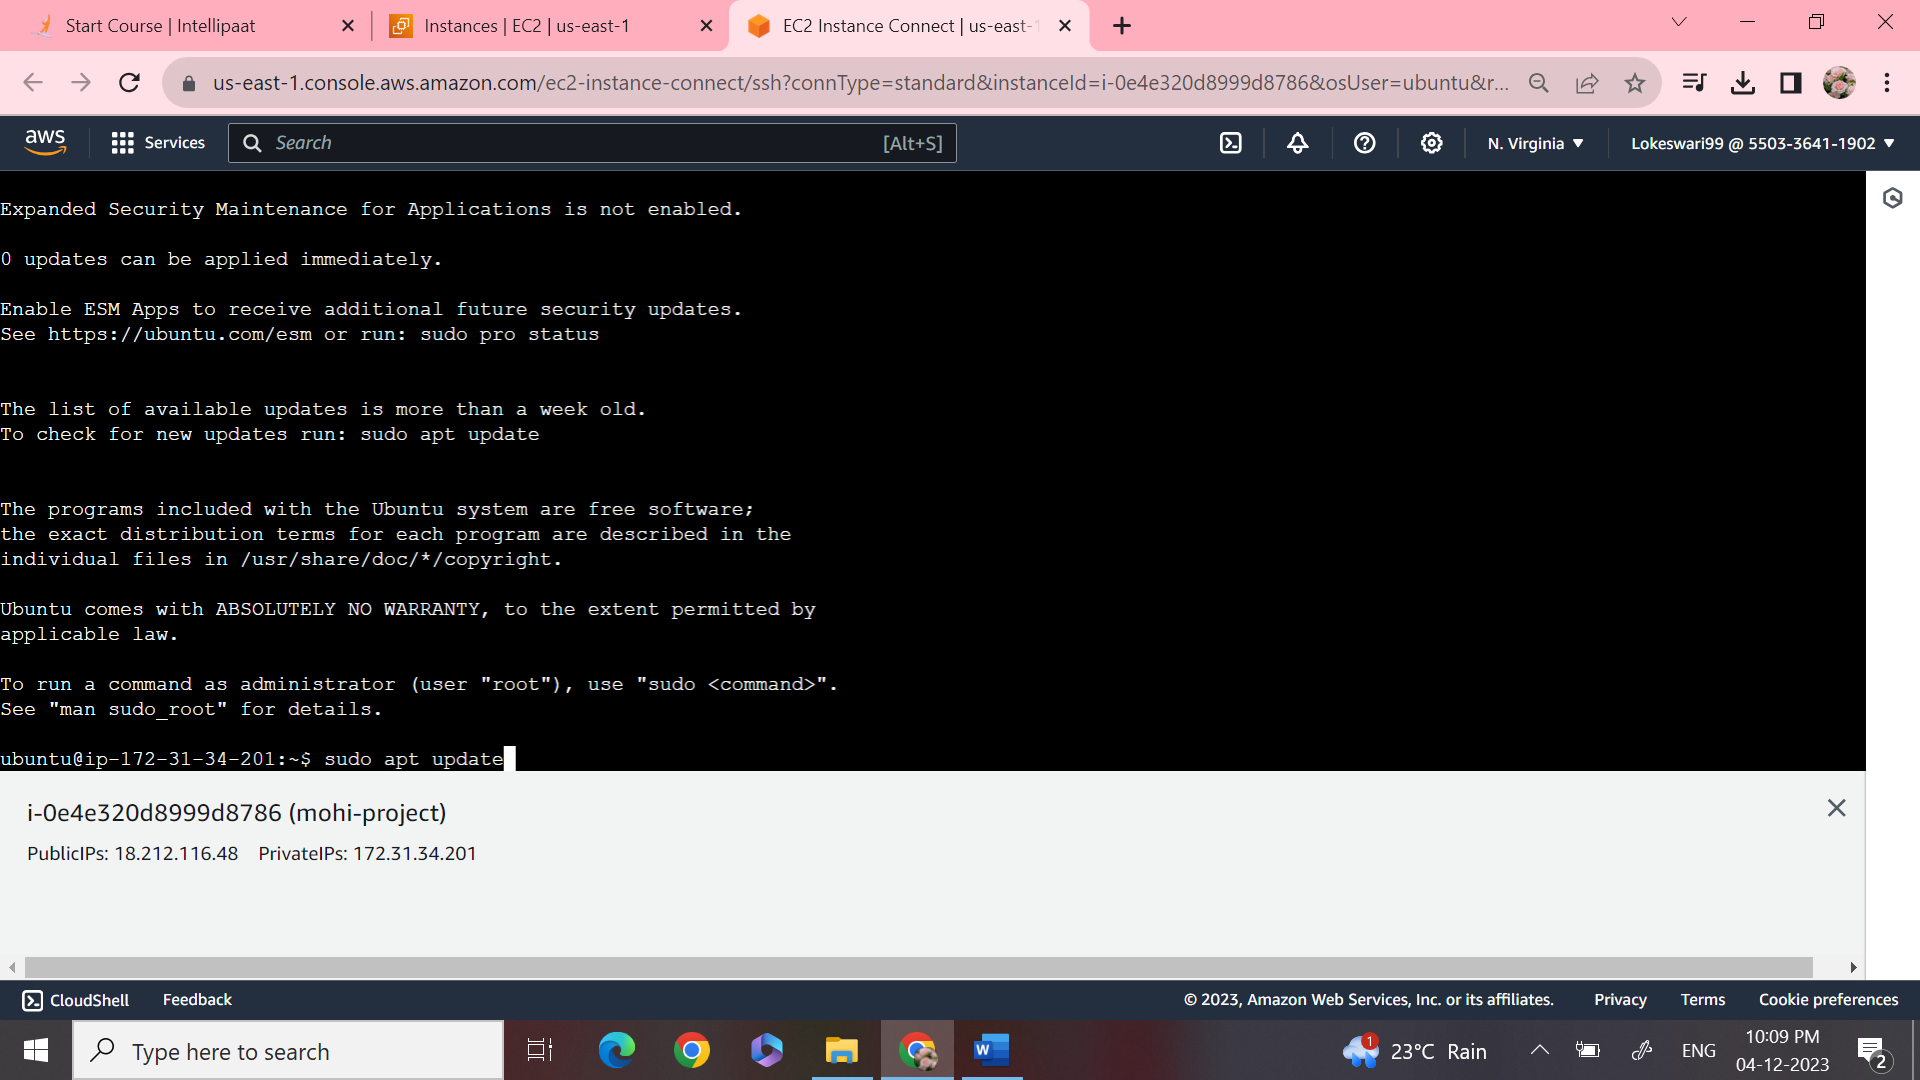 Start Course | Intellipaat
Instances | EC2 | us-east-1
EC2 Instance Connect | us-east-1
us-east-1.console.aws.amazon.com/ec2-instance-connect/ssh?connType=standard&instanceId=i-0e4e320d8999d8786&osUser=ubuntu&r...
aws
Services
Search
[Alt+S]
N. Virginia
Lokeswari99 @ 5503-3641-1902
Expanded Security Maintenance for Applications is not enabled.
0 updates can be applied immediately.
Enable ESM Apps to receive additional future security updates.
See https://ubuntu.com/esm or run: sudo pro status
The list of available updates is more than a week old.
To check for new updates run: sudo apt update
The programs included with the Ubuntu system are free software;
the exact distribution terms for each program are described in the
individual files in /usr/share/doc/*/copyright.
Ubuntu comes with ABSOLUTELY NO WARRANTY, to the extent permitted by
applicable law.
To run a command as administrator (user "root"), use "sudo <command>".
See "man sudo_root" for details.
ubuntu@ip-172-31-34-201:~$ sudo apt update
i-0e4e320d8999d8786 (mohi-project)
PublicIPs: 18.212.116.48 PrivateIPs: 172.31.34.201
CloudShell
Feedback
© 2023, Amazon Web Services, Inc. or its affiliates.
Privacy
Terms
Cookie preferences
Type here to search
W
1
23°C Rain
ENG
10:09 PM
04-12-2023
2